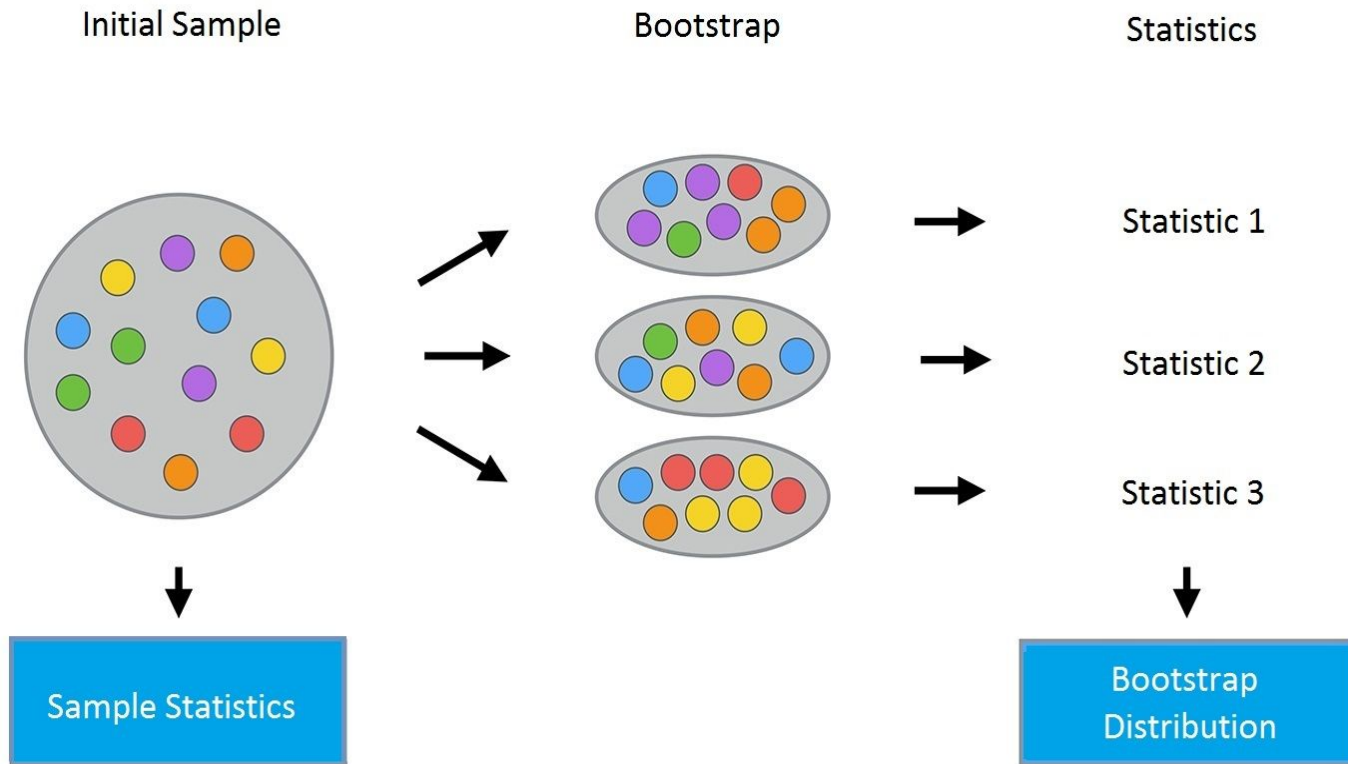 Initial Sample
Bootstrap
Statistics
Statistic 1
Statistic 2
Statistic 3
Sample Statistics
Bootstrap
Distribution